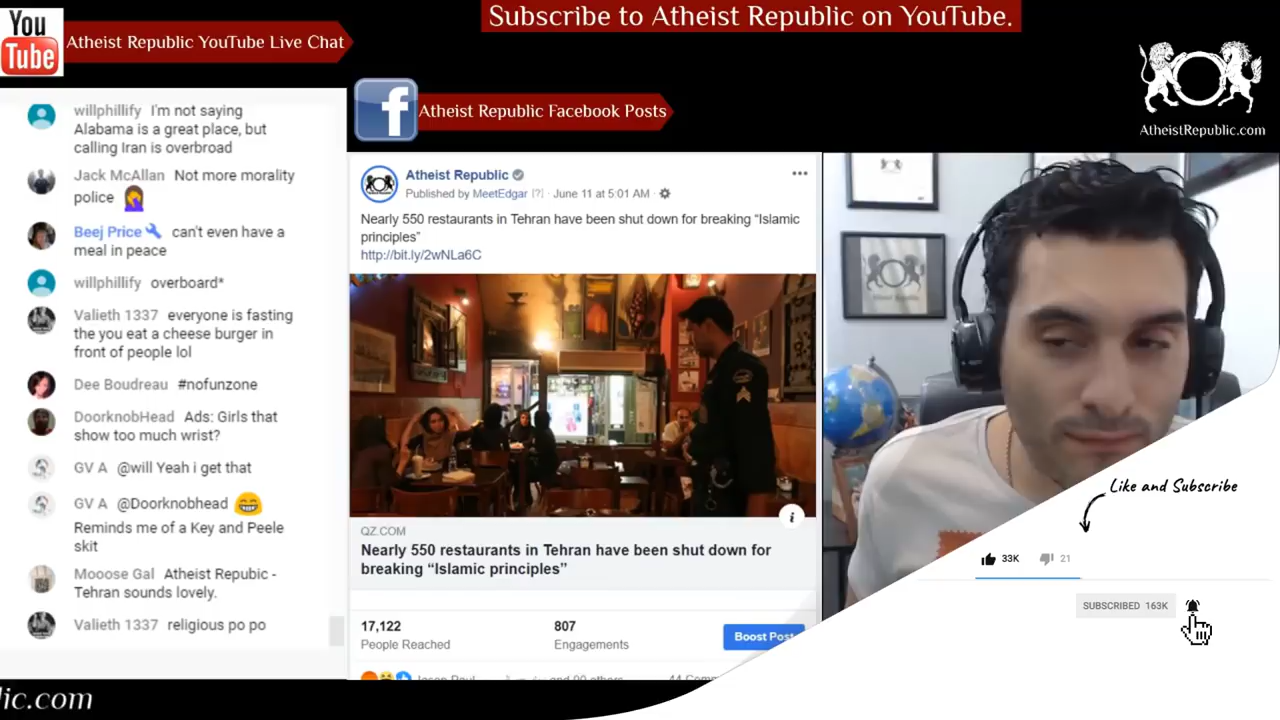 Subscribe to Atheist Republic on YouTube.
You
Tube
Atheist Republic YouTube Live Chat
AtheistRepublic.com
Atheist Republic Facebook Posts
willphillify I'm not saying
Alabama is a great place, but
calling Iran is overbroad
Jack McAllan Not more morality
police
Beej Price can't even have a
meal in peace
willphillify overboard*
Valieth 1337 everyone is fasting
the you eat a cheese burger in
front of people lol
Dee Boudreau #nofunzone
DoorknobHead Ads: Girls that
show too much wrist?
GV A @will Yeah i get that
GV A @Doorknobhead
Reminds me of a Key and Peele
skit
Mooose Gal Atheist Repubic -
Tehran sounds lovely.
Valieth 1337 religious po po
Atheist Republic
Published by MeetEdgar [?] · June 11 at 5:01 AM ·
Nearly 550 restaurants in Tehran have been shut down for breaking “Islamic
principles”
http://bit.ly/2wNLa6C
QZ.COM
Nearly 550 restaurants in Tehran have been shut down for
breaking “Islamic principles”
17,122
People Reached
807
Engagements
Boost Post
Like and Subscribe
33K
21
SUBSCRIBED 163K
lic.com